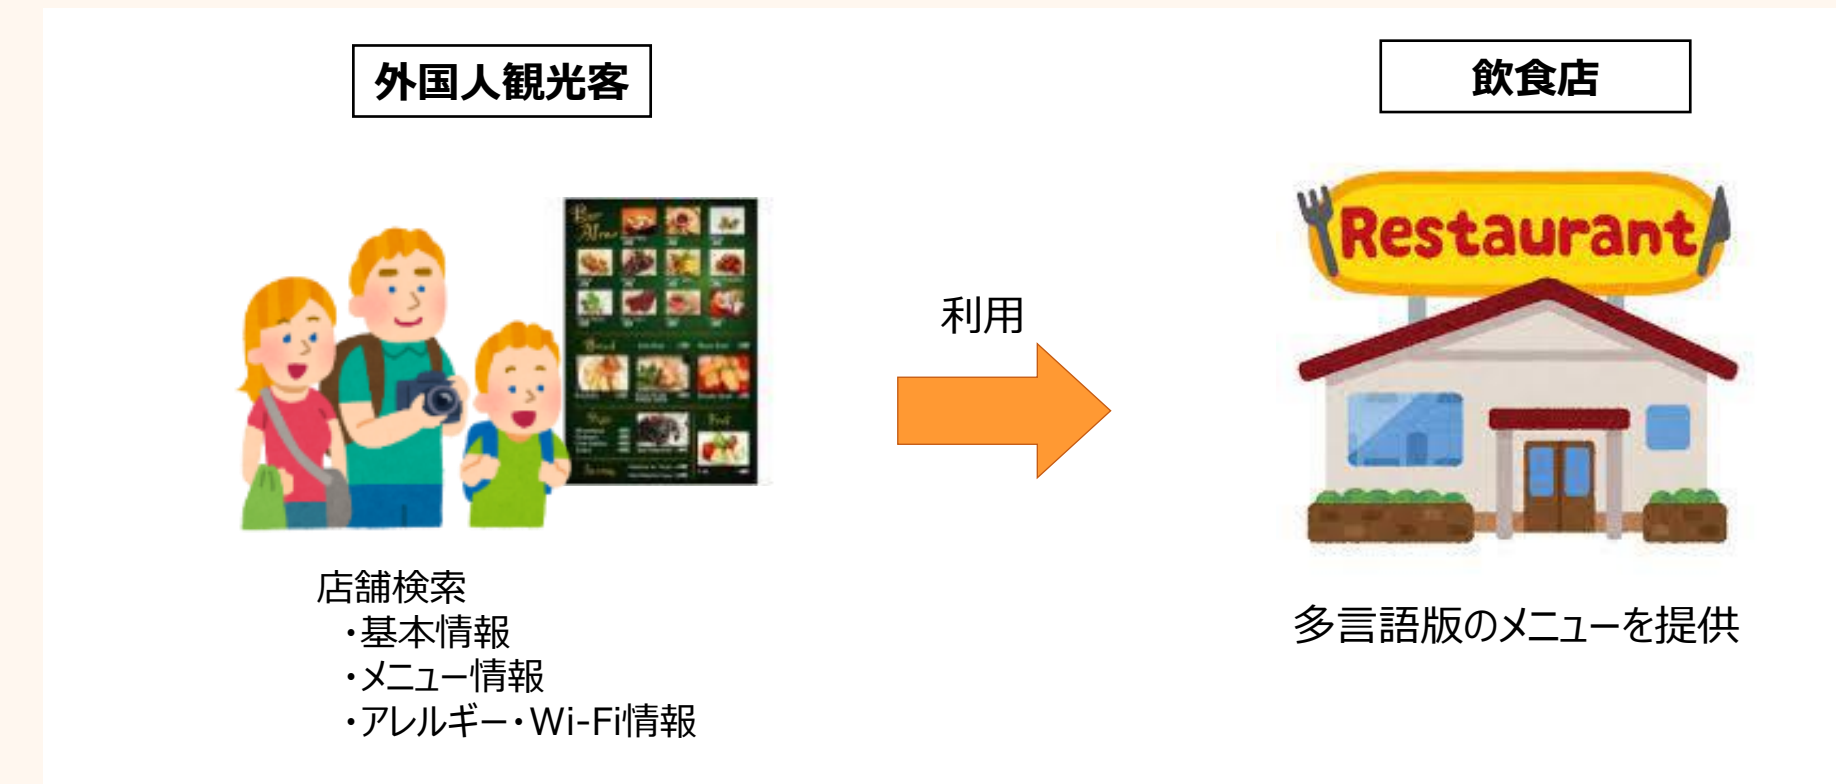 外国人観光客
飲食店
Restaurant
利用
店舗検索
・基本情報
・メニュー情報
・アレルギー・Wi-Fi情報
多言語版のメニューを提供